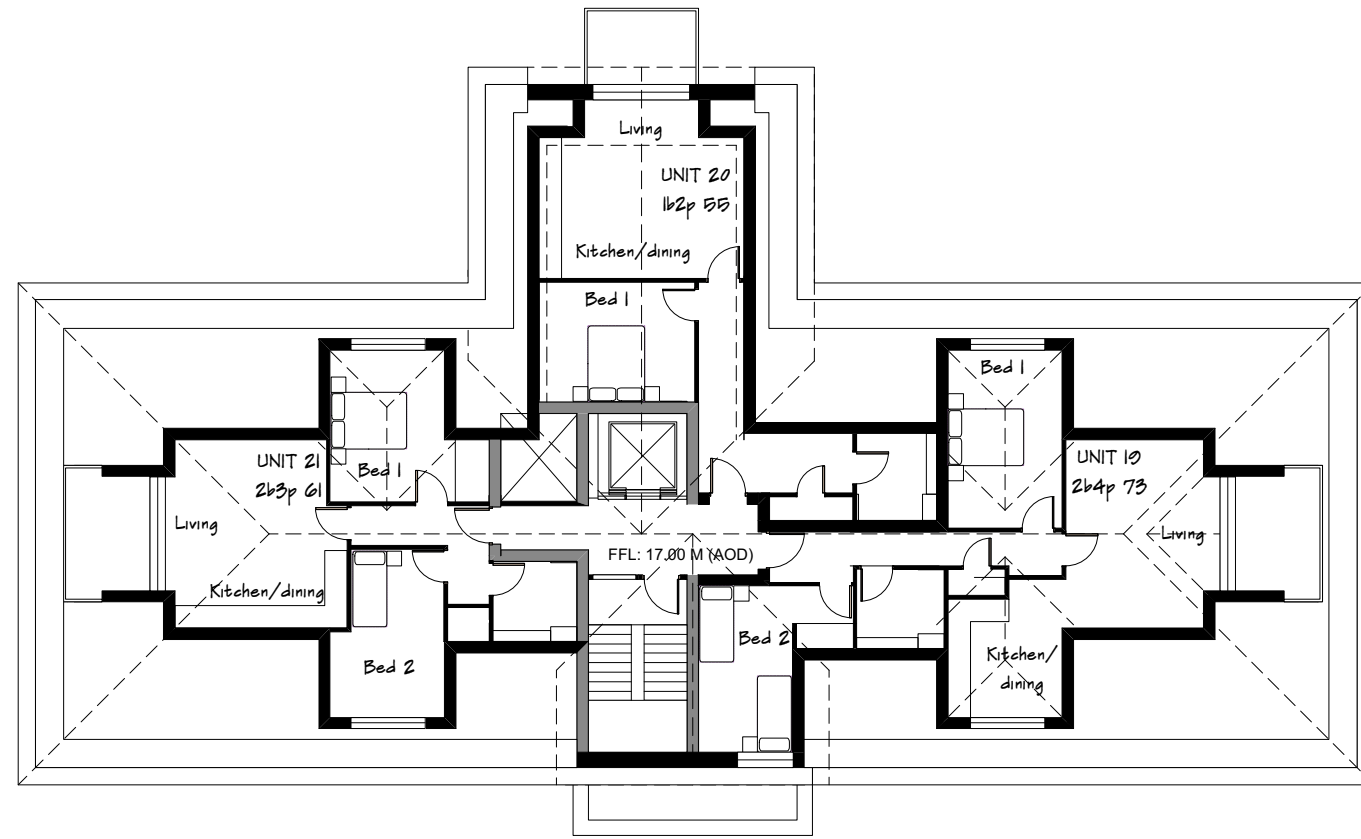 Living
UNIT 20
1b2p 55
Kitchen/dining
Bed 1
Bed 1
UNIT 21
2b3p 61
Bed 1
UNIT 19
2b4p 73
Living
Living
FFL: 17.00 M (AOD)
Kitchen/dining
Bed 2
Bed 2
Kitchen/
dining